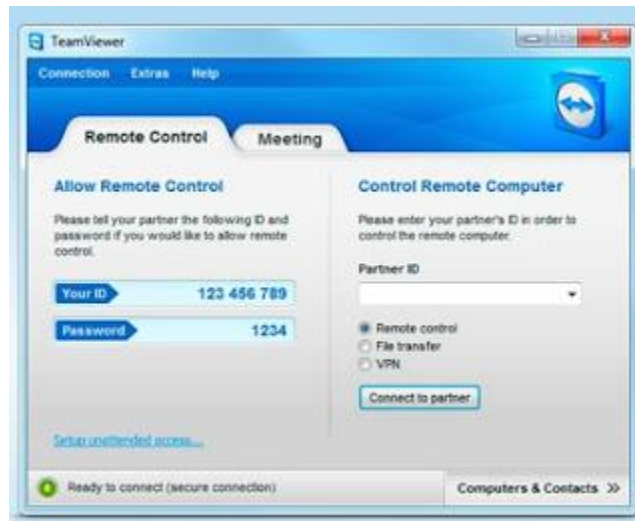 TeamViewer
Connection Extras Help
Remote Control Meeting
Allow Remote Control
Please tell your partner the following ID and
password if you would like to allow remote
control.
Your ID 123 456 789
Password 1234
Setup unattended access...
Control Remote Computer
Please enter your partner's ID in order to
control the remote computer.
Partner ID
Remote control
File transfer
VPN
Connect to partner
Ready to connect (secure connection)
Computers & Contacts >>